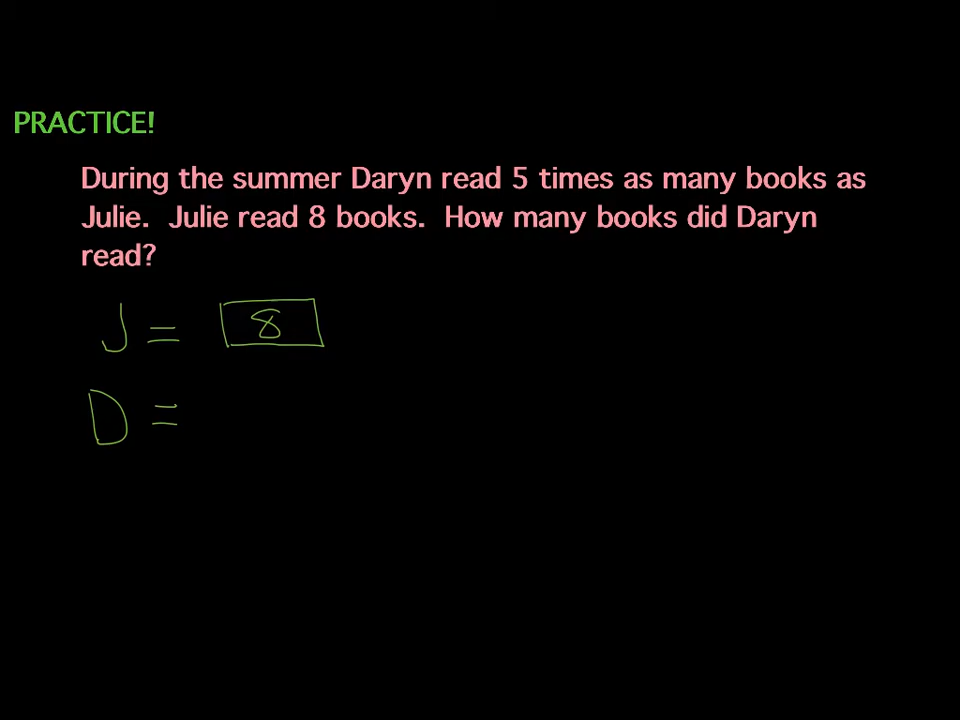 PRACTICE!
During the summer Daryn read 5 times as many books as
Julie.  Julie read 8 books.  How many books did Daryn
read?
J = 8
D =